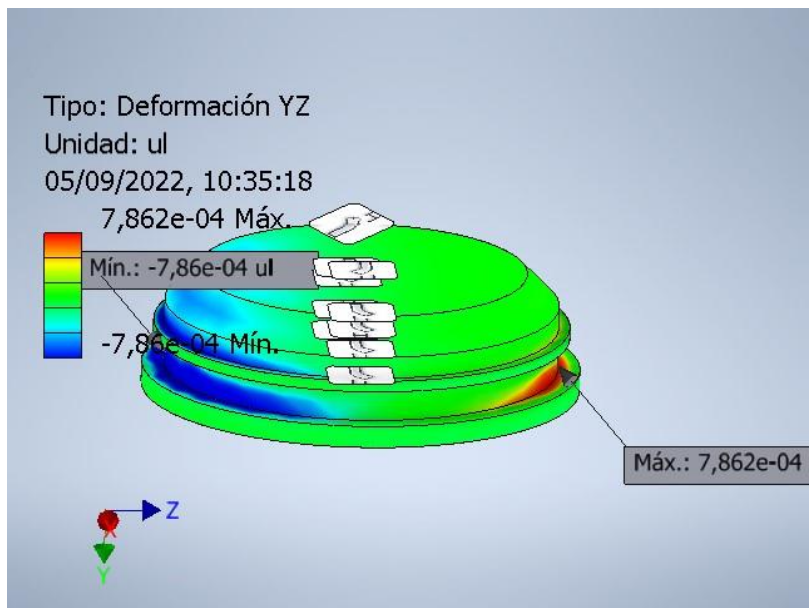 Tipo: Deformación YZ
Unidad: ul
05/09/2022, 10:35:18
7,862e-04 Máx.
Mín.: -7,86e-04 ul
-7,86e-04 Mín.
Máx.: 7,862e-04
Z
X
Y